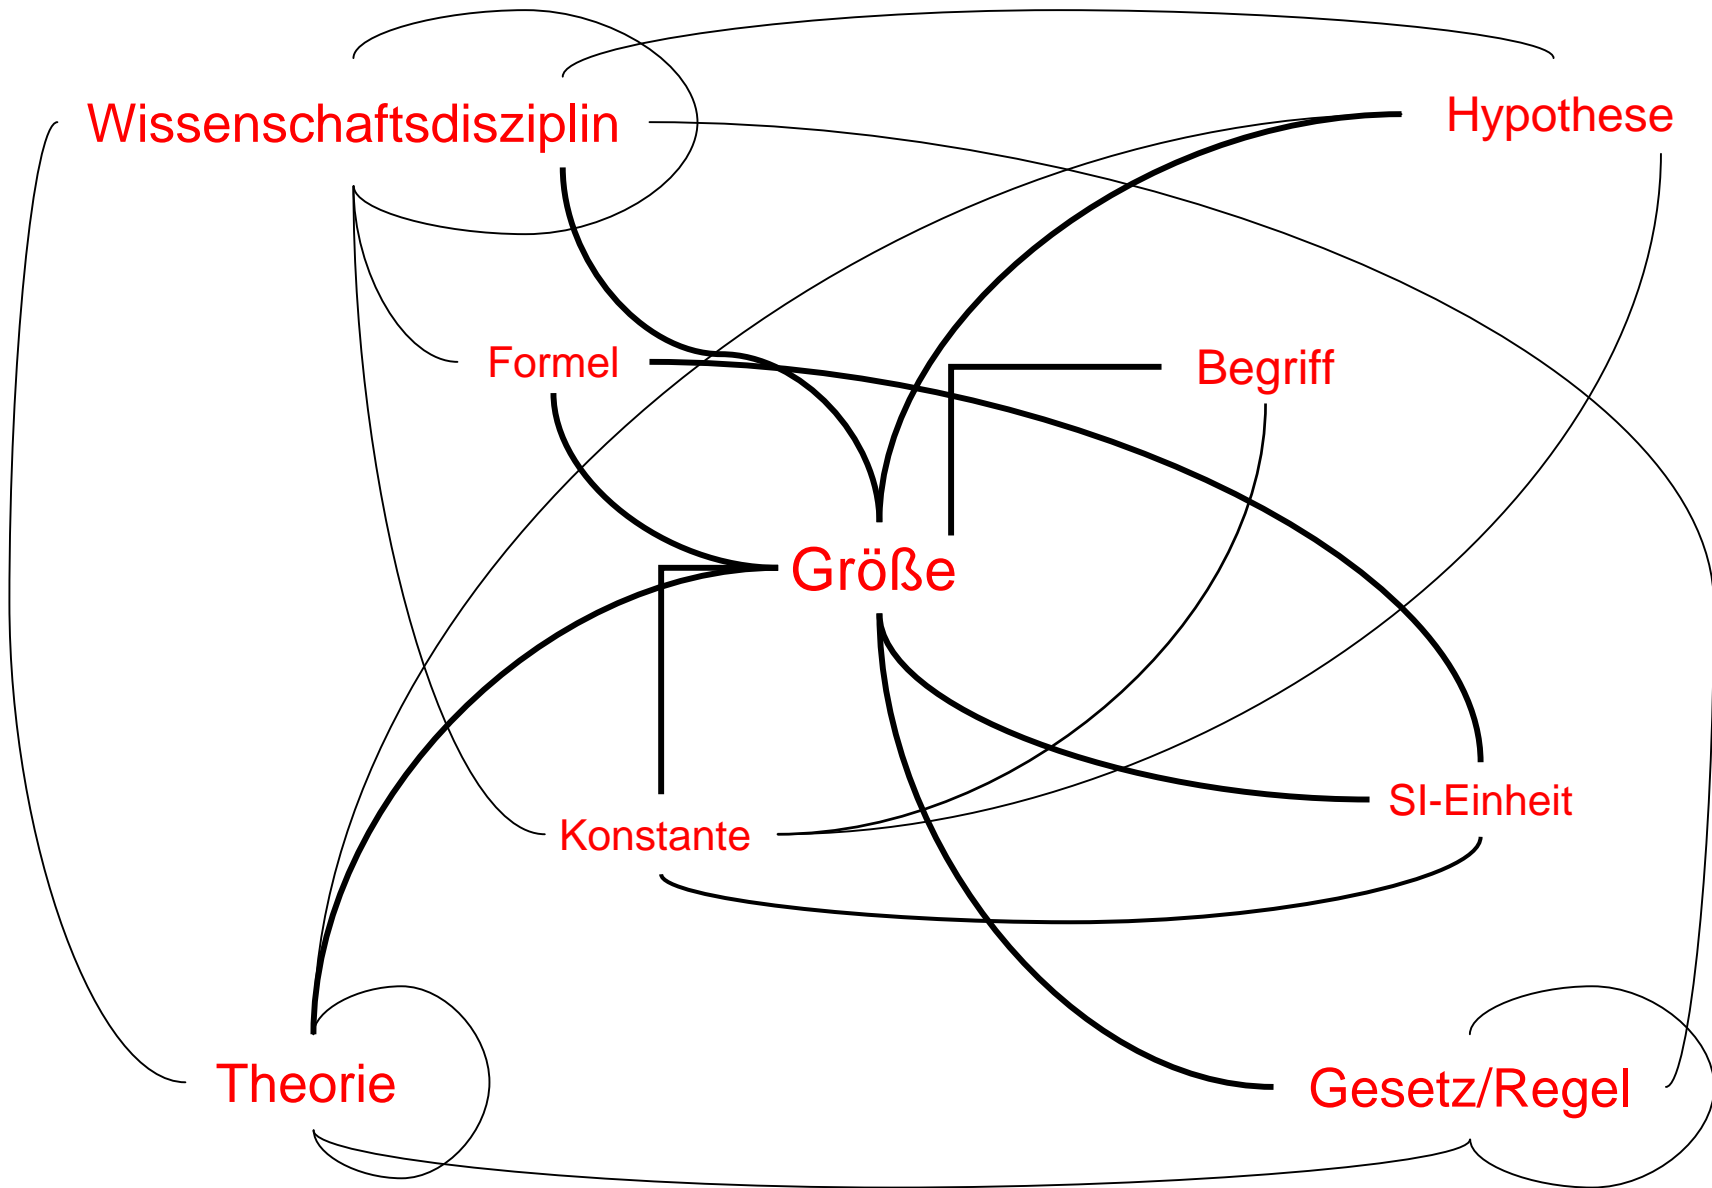 Wissenschaftsdisziplin
Hypothese
Formel
Begriff
Größe
SI-Einheit
Konstante
Theorie
Gesetz/Regel